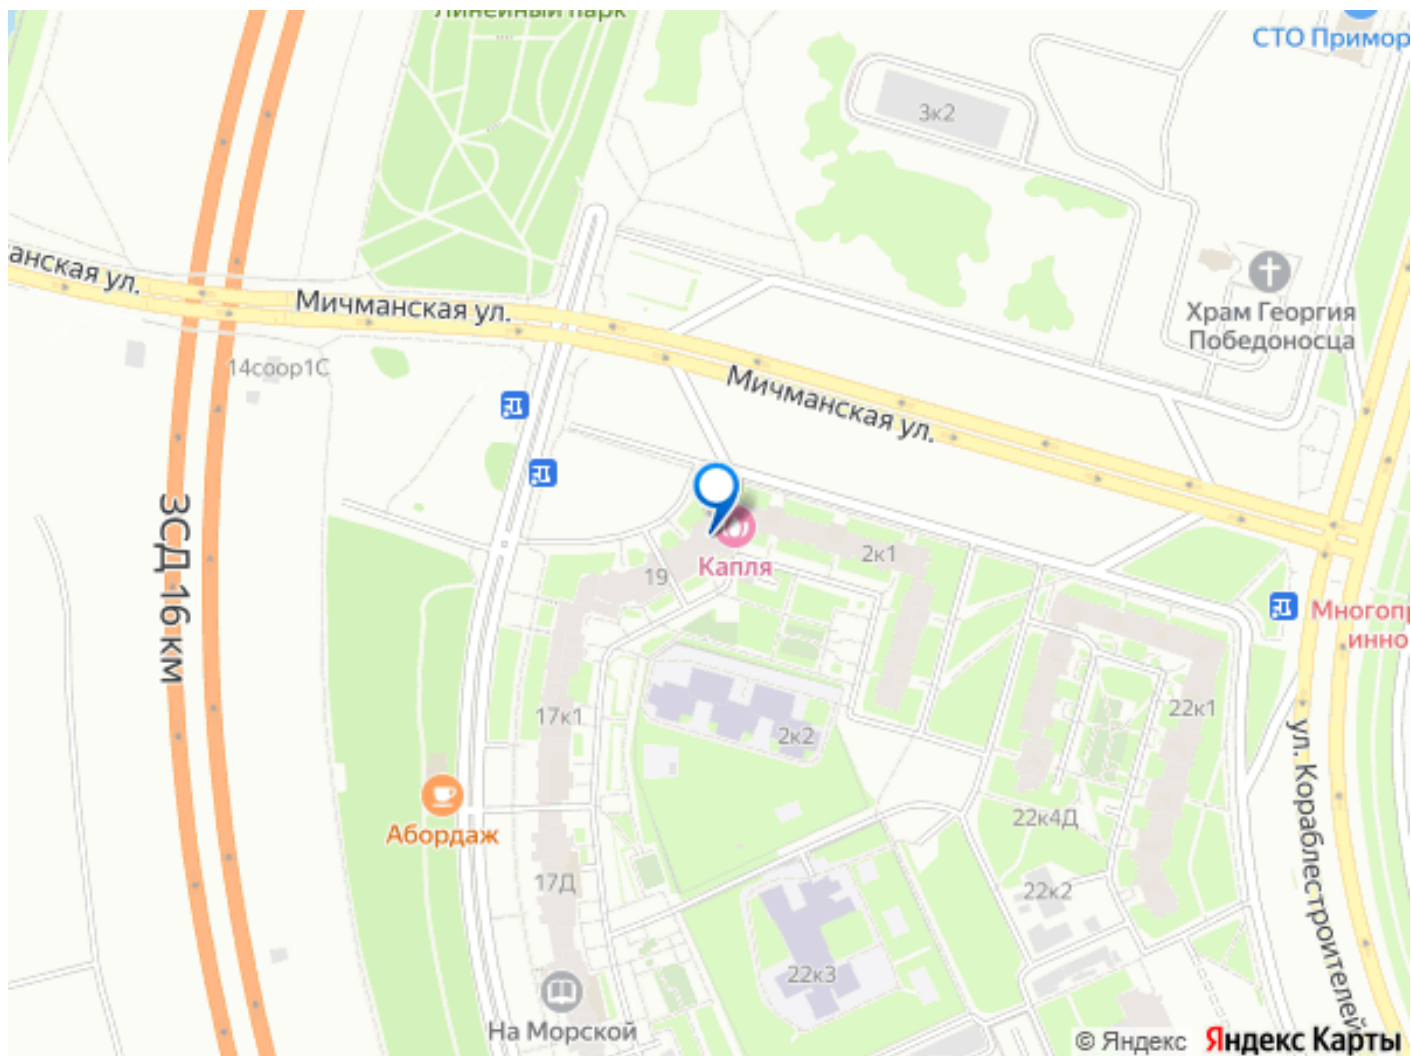 Линейный парк
СТО Примор
3к2
анская ул.
Мичманская ул.
Храм Георгия
Победоносца
14соор1С
Мичманская ул.
ЗСД 16 км
Капля
19
2к1
Многопр
инно
17к1
2к2
22к1
ул. Кораблестроителей
Абордаж
22к4Д
17Д
22к2
22к3
На Морской
© Яндекс Яндекс Карты